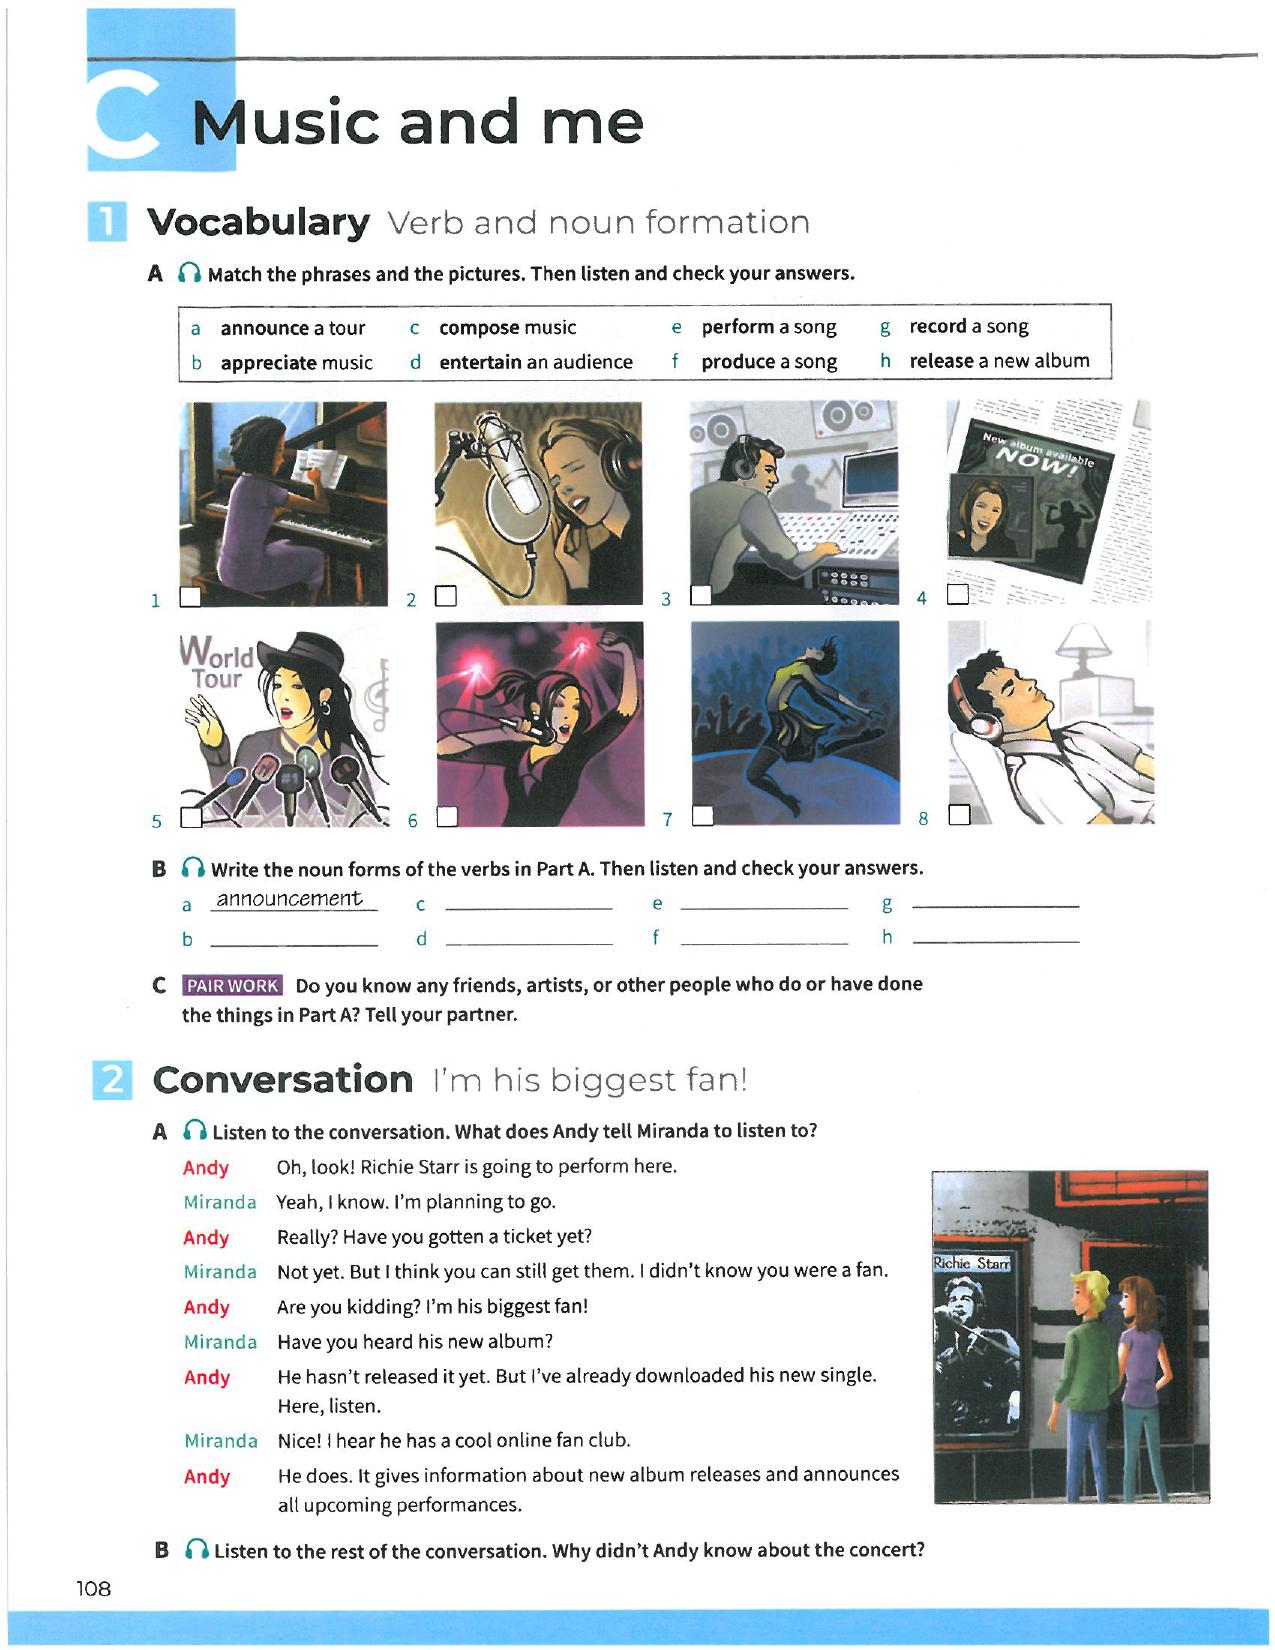 C Music and me
1 Vocabulary Verb and noun formation
A Match the phrases and the pictures. Then listen and check your answers.
a announce a tour c compose music e perform a song g record a song
b appreciate music d entertain an audience f produce a song h release a new album
New album available
NOW!
1 2 3 4
World
Tour
#1
5 6 7 8
B Write the noun forms of the verbs in Part A. Then listen and check your answers.
a announcement c e g
b d f h
C PAIR WORK Do you know any friends, artists, or other people who do or have done
the things in Part A? Tell your partner.
2 Conversation I'm his biggest fan!
A Listen to the conversation. What does Andy tell Miranda to listen to?
Andy Oh, look! Richie Starr is going to perform here.
Miranda Yeah, I know. I'm planning to go.
Andy Really? Have you gotten a ticket yet?
Miranda Not yet. But I think you can still get them. I didn't know you were a fan.
Andy Are you kidding? I'm his biggest fan!
Miranda Have you heard his new album?
Andy He hasn't released it yet. But I've already downloaded his new single.
Here, listen.
Miranda Nice! I hear he has a cool online fan club.
Andy He does. It gives information about new album releases and announces
all upcoming performances.
Richie Starr
B Listen to the rest of the conversation. Why didn't Andy know about the concert?
108